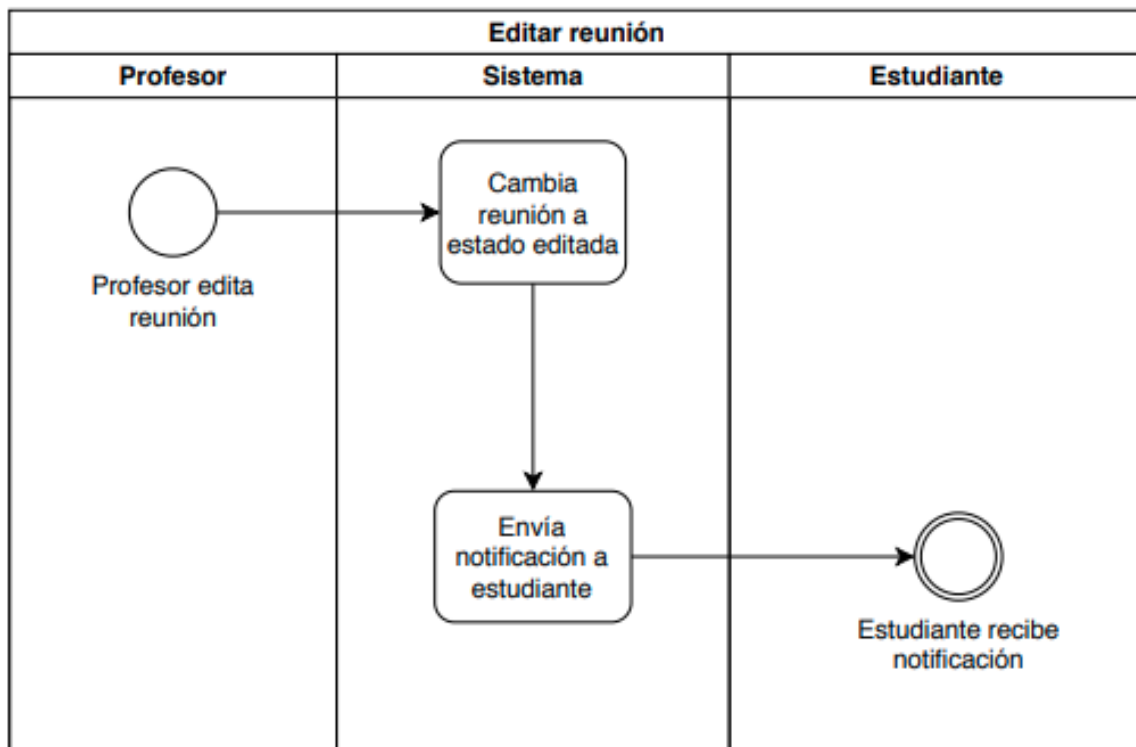 Editar reunión
Profesor
Sistema
Estudiante
Cambia
reunión a
estado editada
Profesor edita
reunión
Envía
notificación a
estudiante
Estudiante recibe
notificación